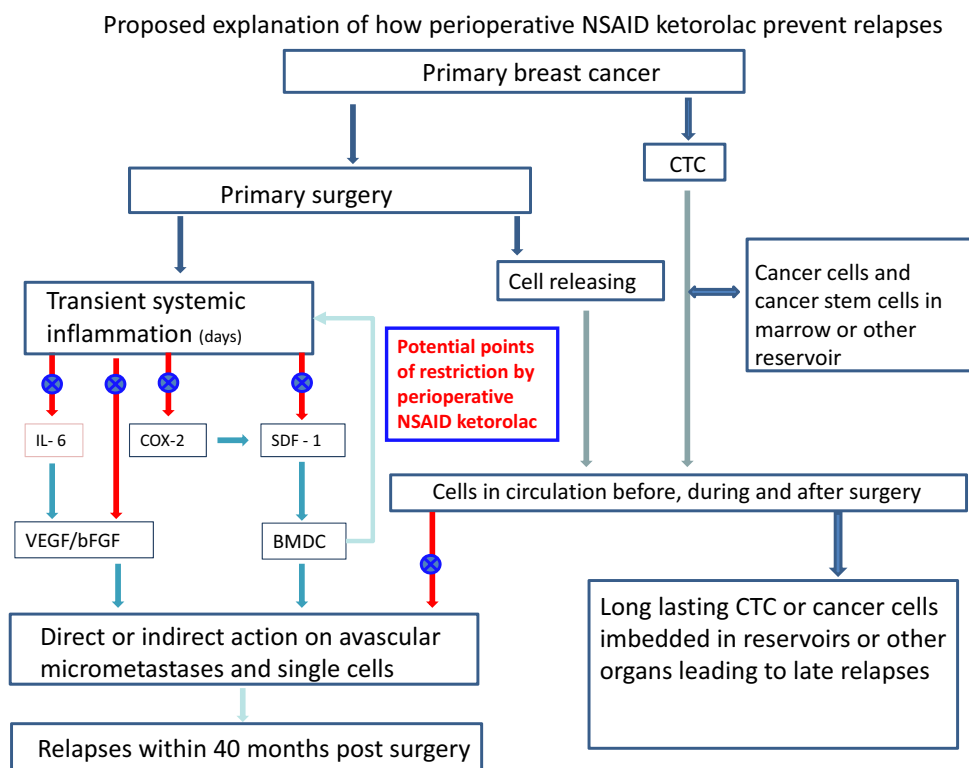 Proposed explanation of how perioperative NSAID ketorolac prevent relapses
Primary breast cancer
CTC
Primary surgery
Cell releasing
Cancer cells and
cancer stem cells in
marrow or other
reservoir
Transient systemic
inflammation (days)
Potential points
of restriction by
perioperative
NSAID ketorolac
IL- 6
COX-2
SDF - 1
Cells in circulation before, during and after surgery
VEGF/bFGF
BMDC
Direct or indirect action on avascular
micrometastases and single cells
Long lasting CTC or cancer cells
imbedded in reservoirs or other
organs leading to late relapses
Relapses within 40 months post surgery